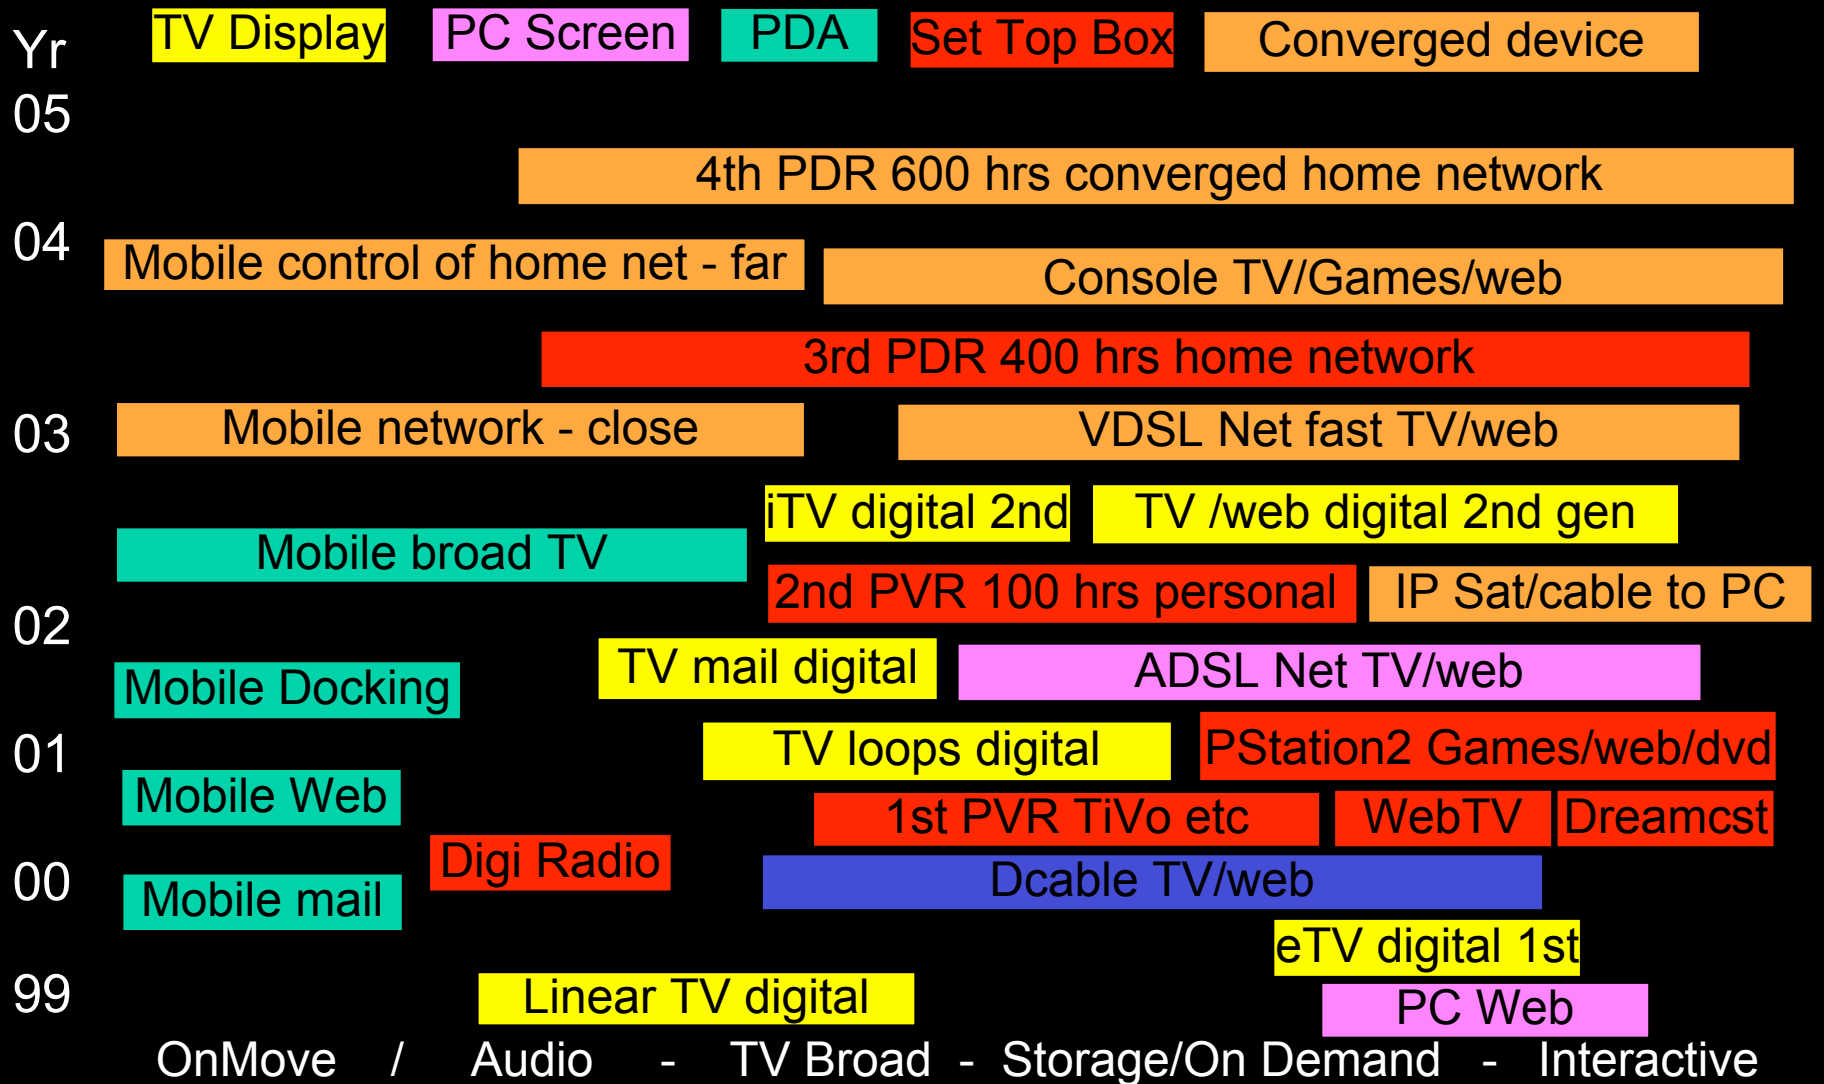 Yr
TV Display
PC Screen
PDA
Set Top Box
Converged device
05
4th PDR 600 hrs converged home network
04
Mobile control of home net - far
Console TV/Games/web
3rd PDR 400 hrs home network
03
Mobile network - close
VDSL Net fast TV/web
iTV digital 2nd
TV /web digital 2nd gen
Mobile broad TV
2nd PVR 100 hrs personal
IP Sat/cable to PC
02
TV mail digital
ADSL Net TV/web
Mobile Docking
01
TV loops digital
PStation2 Games/web/dvd
Mobile Web
1st PVR TiVo etc
WebTV
Dreamcst
Digi Radio
00
Dcable TV/web
Mobile mail
eTV digital 1st
99
Linear TV digital
PC Web
OnMove / Audio - TV Broad - Storage/On Demand - Interactive